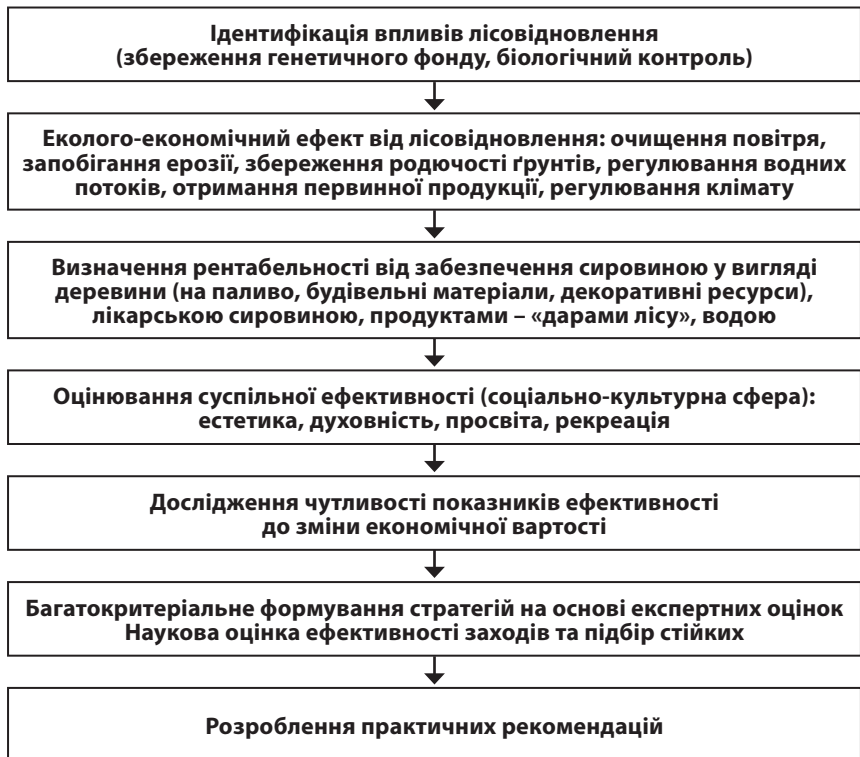 Ідентифікація впливів лісовідновлення
(збереження генетичного фонду, біологічний контроль)
Еколого-економічний ефект від лісовідновлення: очищення повітря,
запобігання ерозії, збереження родючості ґрунтів, регулювання водних
потоків, отримання первинної продукції, регулювання клімату
Визначення рентабельності від забезпечення сировиною у вигляді
деревини (на паливо, будівельні матеріали, декоративні ресурси),
лікарською сировиною, продуктами – «дарами лісу», водою
Оцінювання суспільної ефективності (соціально-культурна сфера):
естетика, духовність, просвіта, рекреація
Дослідження чутливості показників ефективності
до зміни економічної вартості
Багатокритеріальне формування стратегій на основі експертних оцінок
Наукова оцінка ефективності заходів та підбір стійких
Розроблення практичних рекомендацій